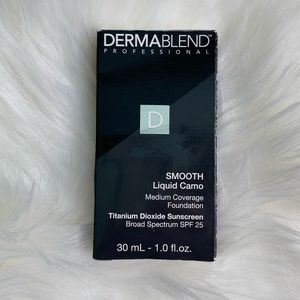 DERMABLEND™
PROFESSIONAL
D
SMOOTH
Liquid Camo
Medium Coverage
Foundation
Titanium Dioxide Sunscreen
Broad Spectrum SPF 25
30 mL - 1.0 fl.oz.